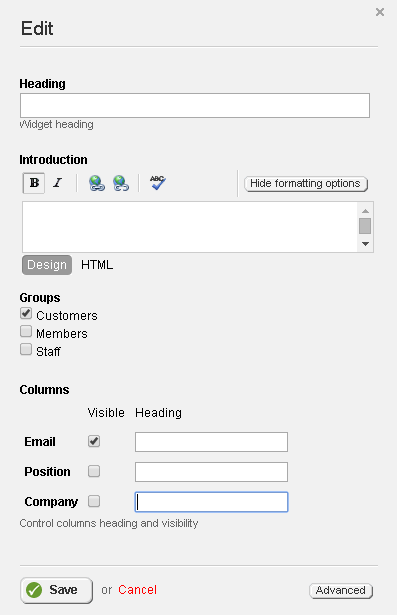 Edit
Heading
Widget heading
Introduction
B I ABC Hide formatting options
Design HTML
Groups
Customers
Members
Staff
Columns
Visible Heading
Email
Position
Company
Control columns heading and visibility
Save or Cancel Advanced